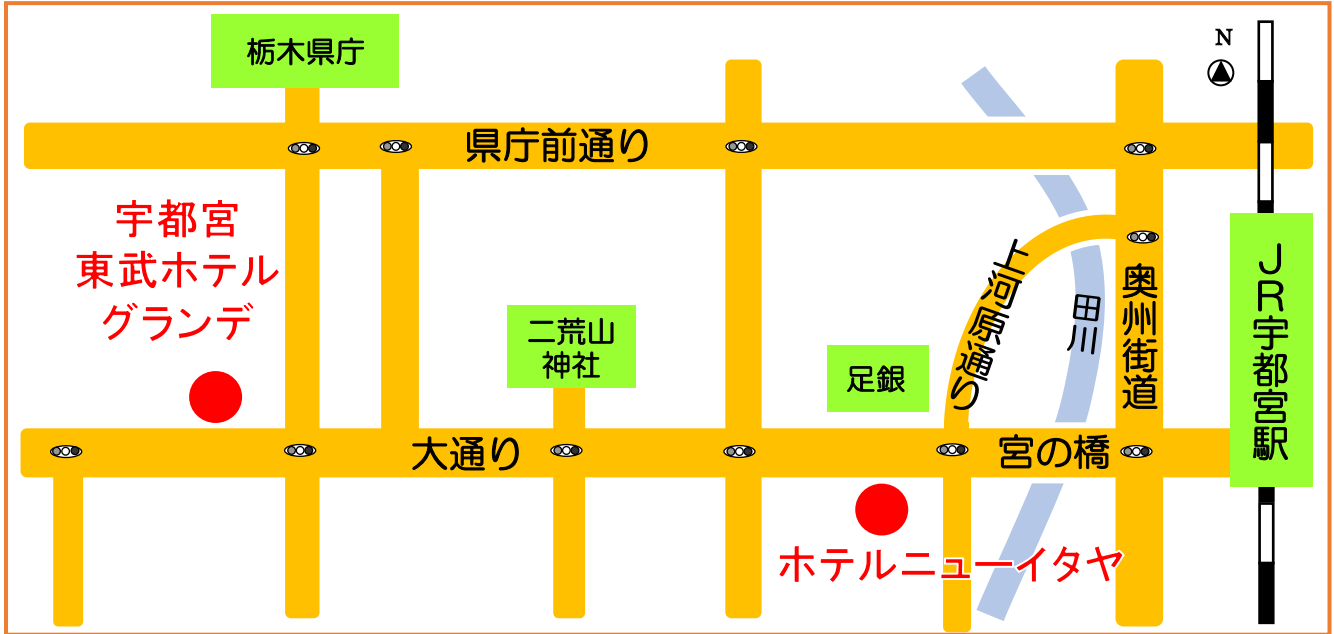 栃木県庁
N
県庁前通り
宇都宮
東武ホテル
グランデ
二荒山
神社
足銀
上河原通り
田川
奥州街道
JR宇都宮駅
大通り
宮の橋
ホテルニューイタヤ